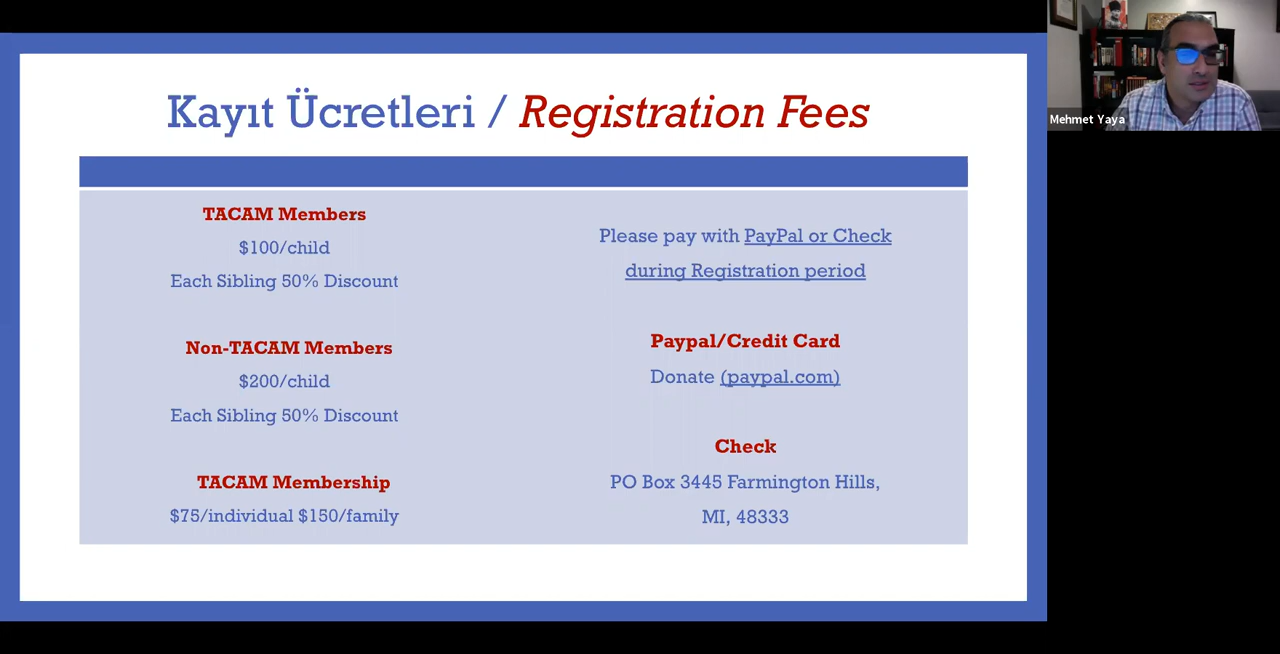 Kayıt Ücretleri / Registration Fees
TACAM Members
$100/child
Each Sibling 50% Discount
Non-TACAM Members
$200/child
Each Sibling 50% Discount
TACAM Membership
$75/individual $150/family
Please pay with PayPal or Check
during Registration period
Paypal/Credit Card
Donate (paypal.com)
Check
PO Box 3445 Farmington Hills,
MI, 48333
Mehmet Yaya